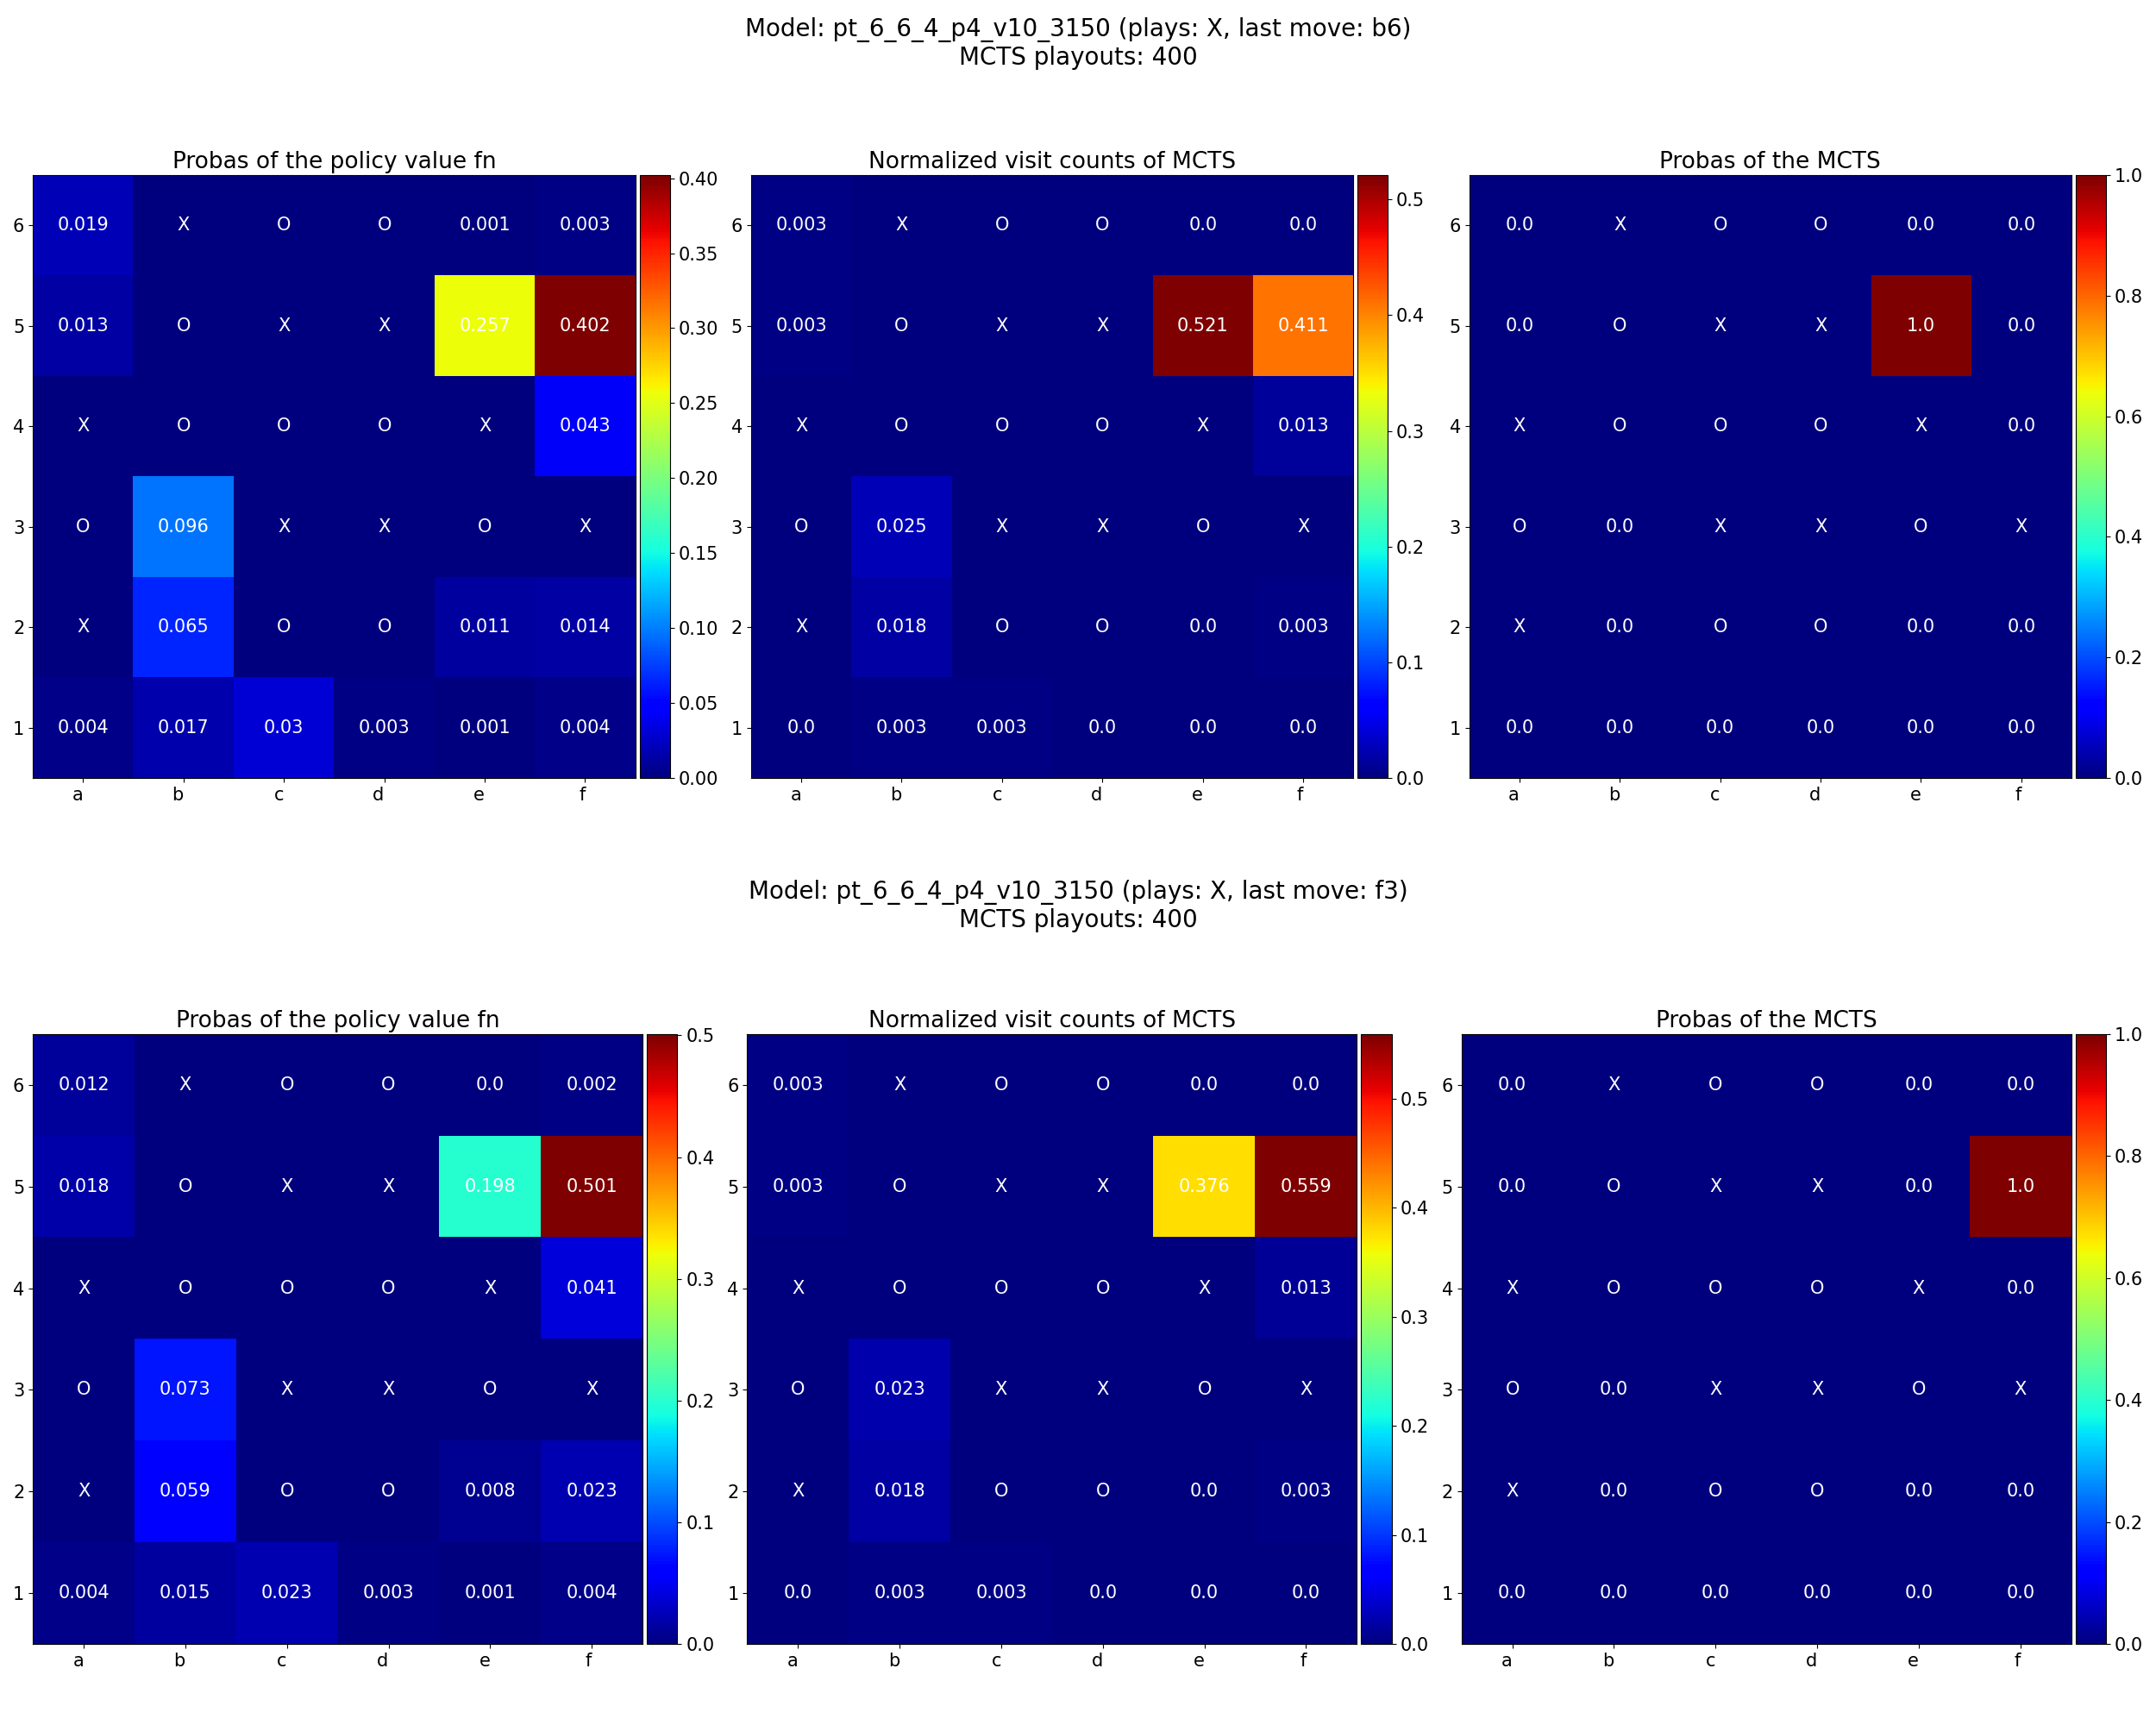 Model: pt_6_6_4_p4_v10_3150 (plays: X, last move: b6)
MCTS playouts: 400
Probas of the policy value fn
6 0.019 X O O 0.001 0.003
5 0.013 O X X 0.257 0.402
4 X O O O X 0.043
3 O 0.096 X X O X
2 X 0.065 O O 0.011 0.014
1 0.004 0.017 0.03 0.003 0.001 0.004
a b c d e f
0.40
0.35
0.30
0.25
0.20
0.15
0.10
0.05
0.00
Normalized visit counts of MCTS
6 0.003 X O O 0.0 0.0
5 0.003 O X X 0.521 0.411
4 X O O O X 0.013
3 O 0.025 X X O X
2 X 0.018 O O 0.0 0.003
1 0.0 0.003 0.003 0.0 0.0 0.0
a b c d e f
0.5
0.4
0.3
0.2
0.1
0.0
Probas of the MCTS
6 0.0 X O O 0.0 0.0
5 0.0 O X X 1.0 0.0
4 X O O O X 0.0
3 O 0.0 X X O X
2 X 0.0 O O 0.0 0.0
1 0.0 0.0 0.0 0.0 0.0 0.0
a b c d e f
1.0
0.8
0.6
0.4
0.2
0.0
Model: pt_6_6_4_p4_v10_3150 (plays: X, last move: f3)
MCTS playouts: 400
Probas of the policy value fn
6 0.012 X O O 0.0 0.002
5 0.018 O X X 0.198 0.501
4 X O O O X 0.041
3 O 0.073 X X O X
2 X 0.059 O O 0.008 0.023
1 0.004 0.015 0.023 0.003 0.001 0.004
a b c d e f
0.5
0.4
0.3
0.2
0.1
0.0
Normalized visit counts of MCTS
6 0.003 X O O 0.0 0.0
5 0.003 O X X 0.376 0.559
4 X O O O X 0.013
3 O 0.023 X X O X
2 X 0.018 O O 0.0 0.003
1 0.0 0.003 0.003 0.0 0.0 0.0
a b c d e f
0.5
0.4
0.3
0.2
0.1
0.0
Probas of the MCTS
6 0.0 X O O 0.0 0.0
5 0.0 O X X 0.0 1.0
4 X O O O X 0.0
3 O 0.0 X X O X
2 X 0.0 O O 0.0 0.0
1 0.0 0.0 0.0 0.0 0.0 0.0
a b c d e f
1.0
0.8
0.6
0.4
0.2
0.0